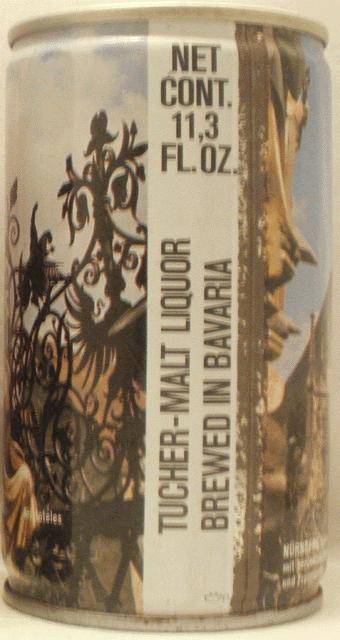 NET
CONT.
11,3
FL. OZ.
TUCHER-MALT LIQUOR
BREWED IN BAVARIA